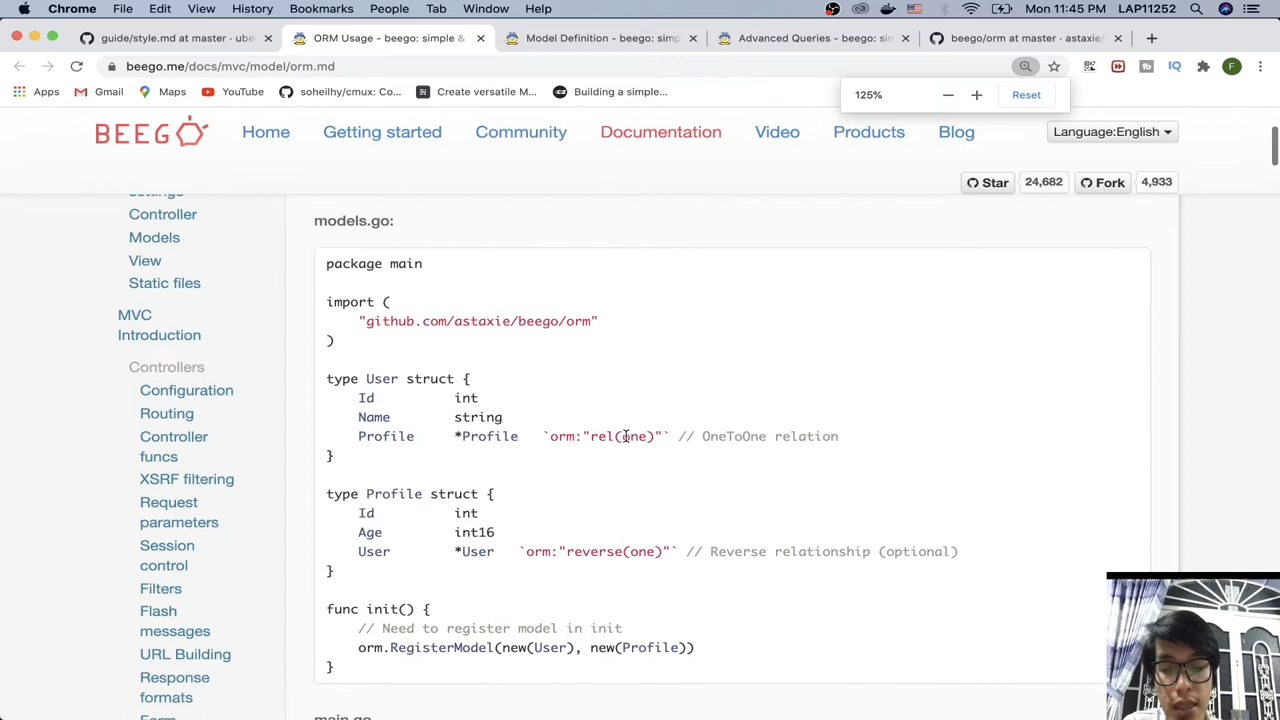 Chrome File Edit View History Bookmarks People Tab Window Help Mon 11:45 PM LAP11252
guide/style.md at master · ube
ORM Usage - beego: simple &
Model Definition - beego: simp
Advanced Queries - beego: sim
beego/orm at master · astaxie/
beego.me/docs/mvc/model/orm.md
Apps Gmail Maps YouTube soheilhy/cmux: Co... Create versatile M... Building a simple...
125% Reset
BEEGO Home Getting started Community Documentation Video Products Blog Language:English
Star 24,682 Fork 4,933
settings
Controller
Models
View
Static files
MVC
Introduction
Controllers
Configuration
Routing
Controller
funcs
XSRF filtering
Request
parameters
Session
control
Filters
Flash
messages
URL Building
Response
formats
Form
models.go:
package main
import (
"github.com/astaxie/beego/orm"
)
type User struct {
Id int
Name string
Profile *Profile `orm:"rel(one)"` // OneToOne relation
}
type Profile struct {
Id int
Age int16
User *User `orm:"reverse(one)"` // Reverse relationship (optional)
}
func init() {
// Need to register model in init
orm.RegisterModel(new(User), new(Profile))
}
main.go